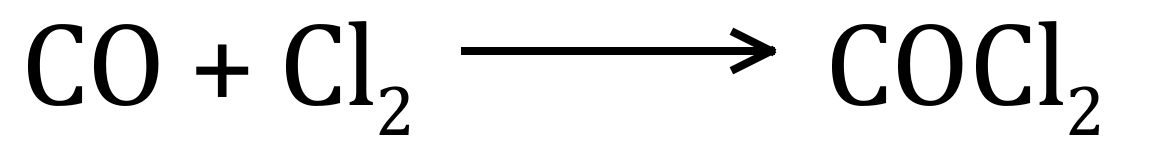 CO + Cl₂ ⟶ COCl₂